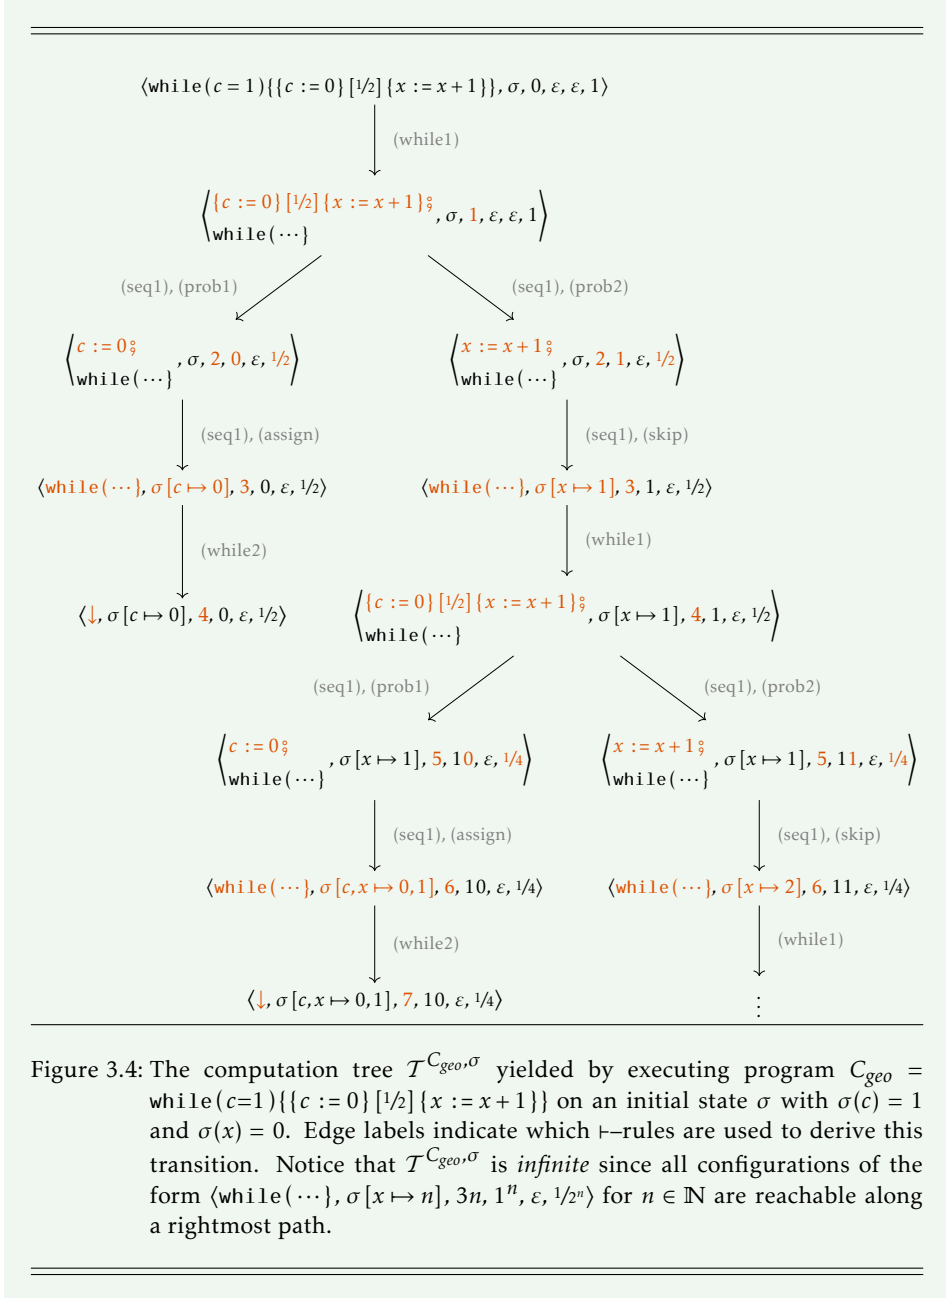 ⟨while(c = 1){{c := 0} [1/2] {x := x + 1}}, σ, 0, ε, ε, 1⟩
(while1)
⟨{c := 0} [1/2] {x := x + 1}⨟ while(···} , σ, 1, ε, ε, 1⟩
(seq1), (prob1)
(seq1), (prob2)
⟨c := 0⨟ while(···} , σ, 2, 0, ε, 1/2⟩
⟨x := x + 1⨟ while(···} , σ, 2, 1, ε, 1/2⟩
(seq1), (assign)
(seq1), (skip)
⟨while(···}, σ[c ↦ 0], 3, 0, ε, 1/2⟩
⟨while(···}, σ[x ↦ 1], 3, 1, ε, 1/2⟩
(while2)
(while1)
⟨↓, σ[c ↦ 0], 4, 0, ε, 1/2⟩
⟨{c := 0} [1/2] {x := x + 1}⨟ while(···} , σ[x ↦ 1], 4, 1, ε, 1/2⟩
(seq1), (prob1)
(seq1), (prob2)
⟨c := 0⨟ while(···} , σ[x ↦ 1], 5, 10, ε, 1/4⟩
⟨x := x + 1⨟ while(···} , σ[x ↦ 1], 5, 11, ε, 1/4⟩
(seq1), (assign)
(seq1), (skip)
⟨while(···}, σ[c, x ↦ 0, 1], 6, 10, ε, 1/4⟩
⟨while(···}, σ[x ↦ 2], 6, 11, ε, 1/4⟩
(while2)
(while1)
⟨↓, σ[c, x ↦ 0, 1], 7, 10, ε, 1/4⟩
⋮
Figure 3.4: The computation tree 𝒯^{C_geo,σ} yielded by executing program C_geo =
while(c=1){{c := 0} [1/2] {x := x + 1}} on an initial state σ with σ(c) = 1
and σ(x) = 0. Edge labels indicate which ⊢–rules are used to derive this
transition. Notice that 𝒯^{C_geo,σ} is infinite since all configurations of the
form ⟨while(···}, σ[x ↦ n], 3n, 1^n, ε, 1/2^n⟩ for n ∈ ℕ are reachable along
a rightmost path.